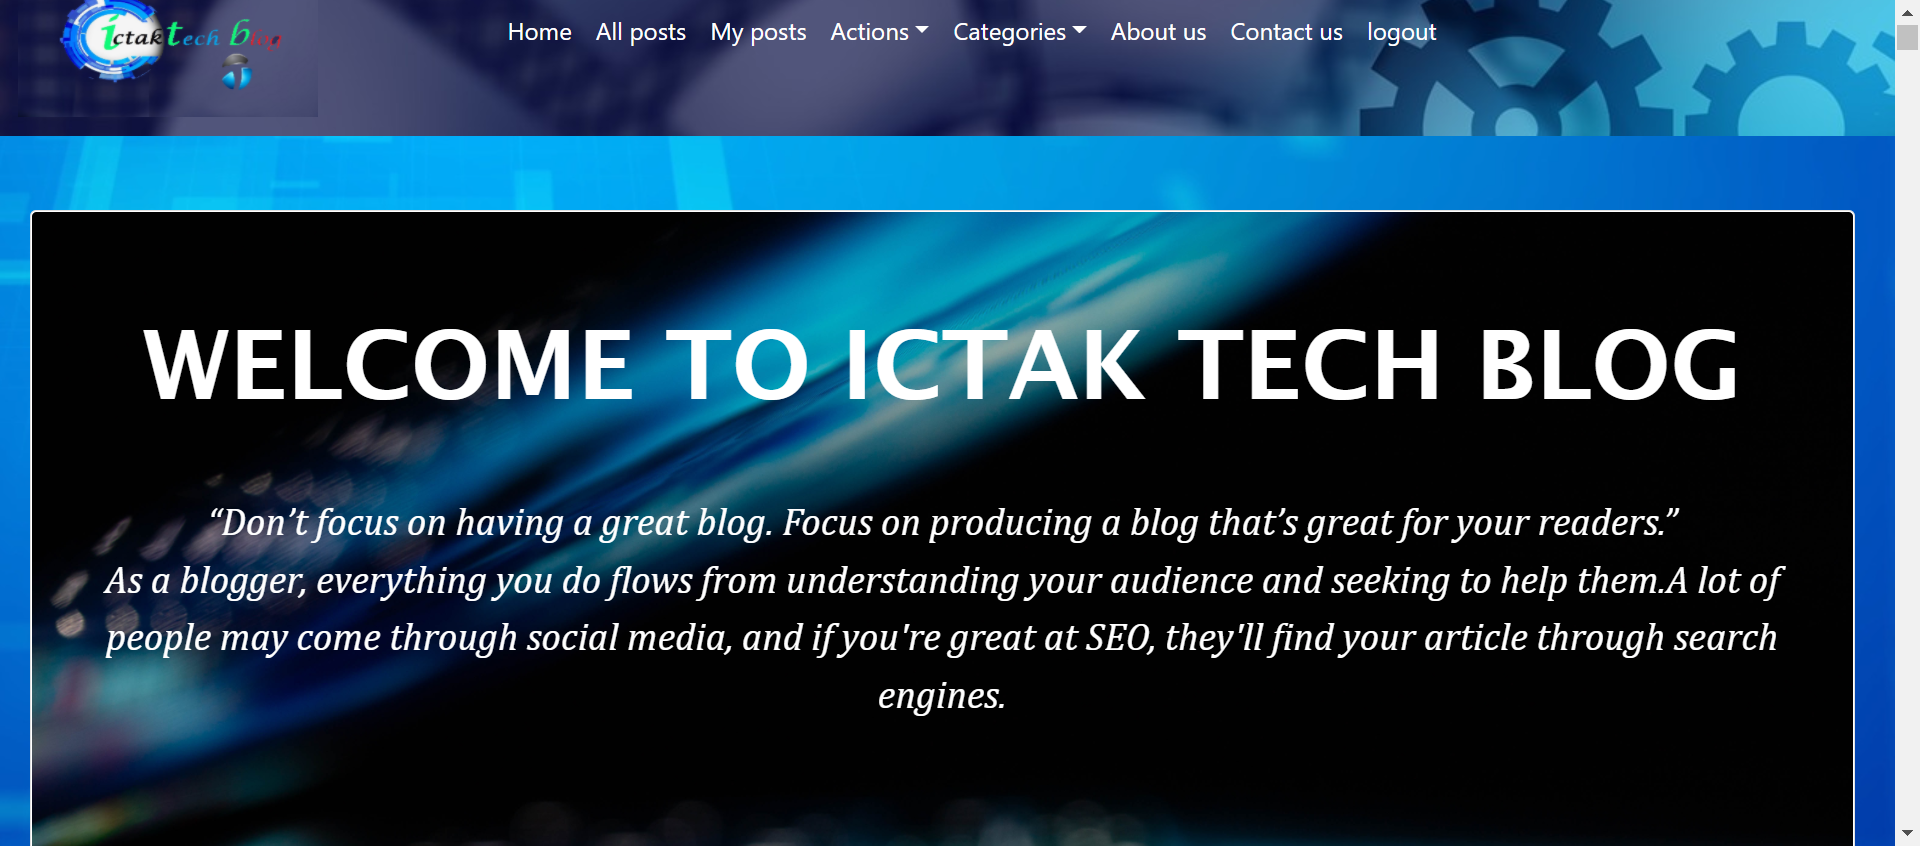 ictak tech blog
Home All posts My posts Actions Categories About us Contact us logout
WELCOME TO ICTAK TECH BLOG
“Don’t focus on having a great blog. Focus on producing a blog that’s great for your readers.”
As a blogger, everything you do flows from understanding your audience and seeking to help them.A lot of
people may come through social media, and if you're great at SEO, they'll find your article through search
engines.